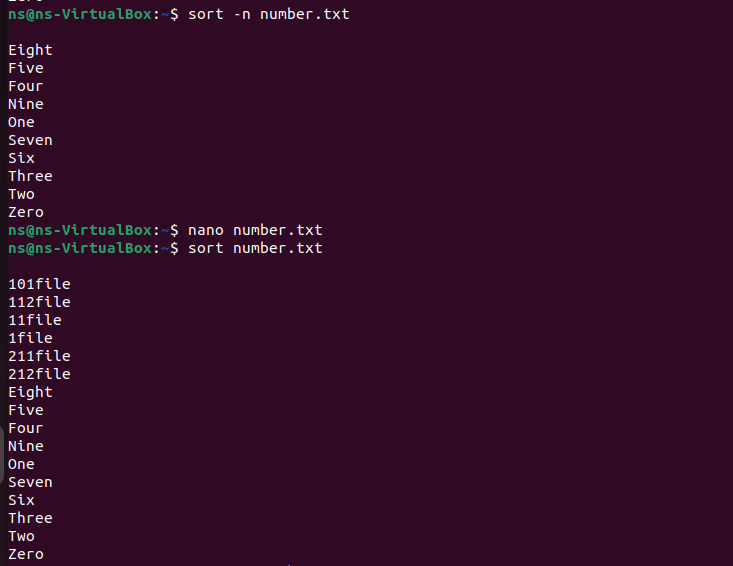 ns@ns-VirtualBox:~$ sort -n number.txt
Eight
Five
Four
Nine
One
Seven
Six
Three
Two
Zero
ns@ns-VirtualBox:~$ nano number.txt
ns@ns-VirtualBox:~$ sort number.txt
101file
112file
11file
1file
211file
212file
Eight
Five
Four
Nine
One
Seven
Six
Three
Two
Zero